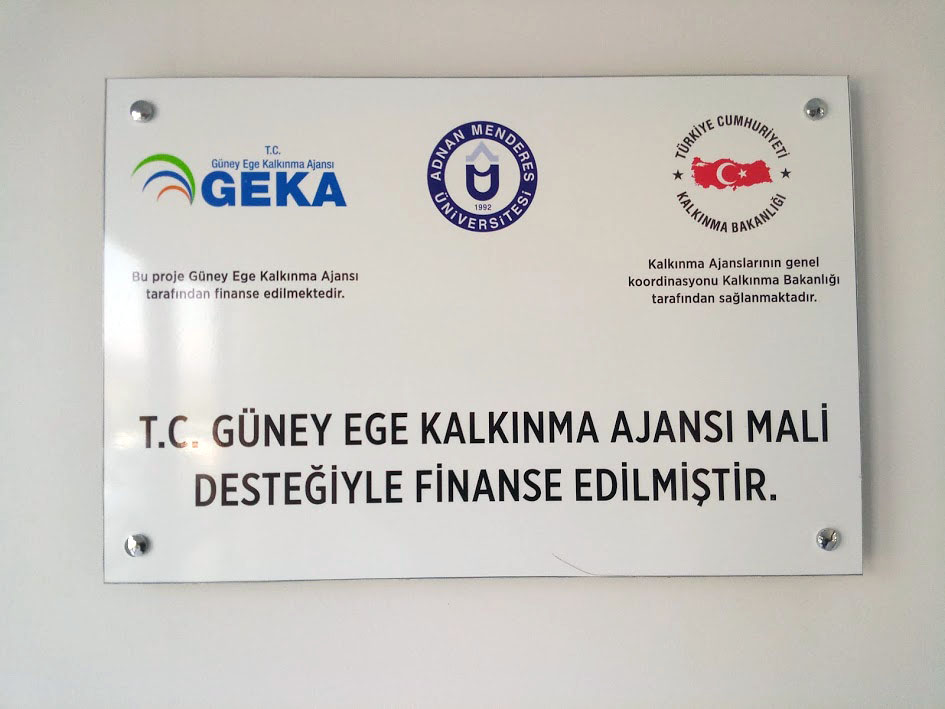 T.C.
Güney Ege Kalkınma Ajansı
GEKA
Bu proje Güney Ege Kalkınma Ajansı
tarafından finanse edilmektedir.
ADNAN MENDERES
ÜNİVERSİTESİ
1992
TÜRKİYE CUMHURİYETİ
KALKINMA BAKANLIĞI
Kalkınma Ajanslarının genel
koordinasyonu Kalkınma Bakanlığı
tarafından sağlanmaktadır.
T.C. GÜNEY EGE KALKINMA AJANSI MALİ
DESTEĞİYLE FİNANSE EDİLMİŞTİR.